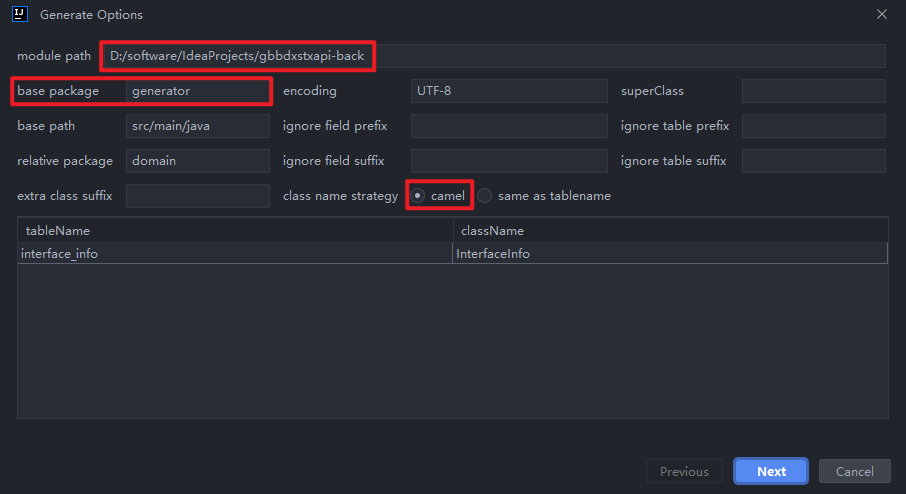 Generate Options
module path D:/software/IdeaProjects/gbbdxstxapi-back
base package generator encoding UTF-8 superClass
base path src/main/java ignore field prefix ignore table prefix
relative package domain ignore field suffix ignore table suffix
extra class suffix class name strategy camel same as tablename
tableName className
interface_info InterfaceInfo
Previous Next Cancel